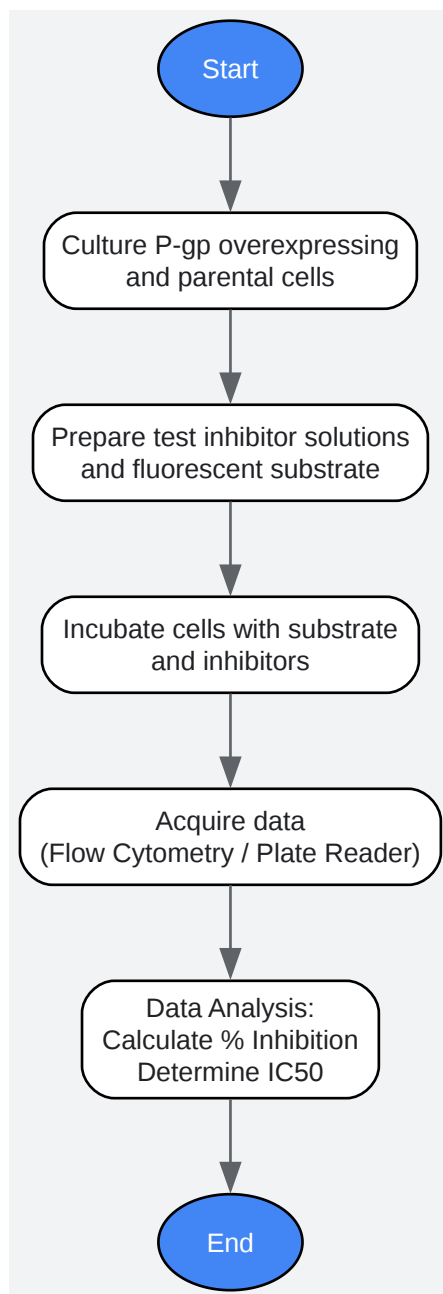 Start
Culture P-gp overexpressing
and parental cells
Prepare test inhibitor solutions
and fluorescent substrate
Incubate cells with substrate
and inhibitors
Acquire data
(Flow Cytometry / Plate Reader)
Data Analysis:
Calculate % Inhibition
Determine IC50
End